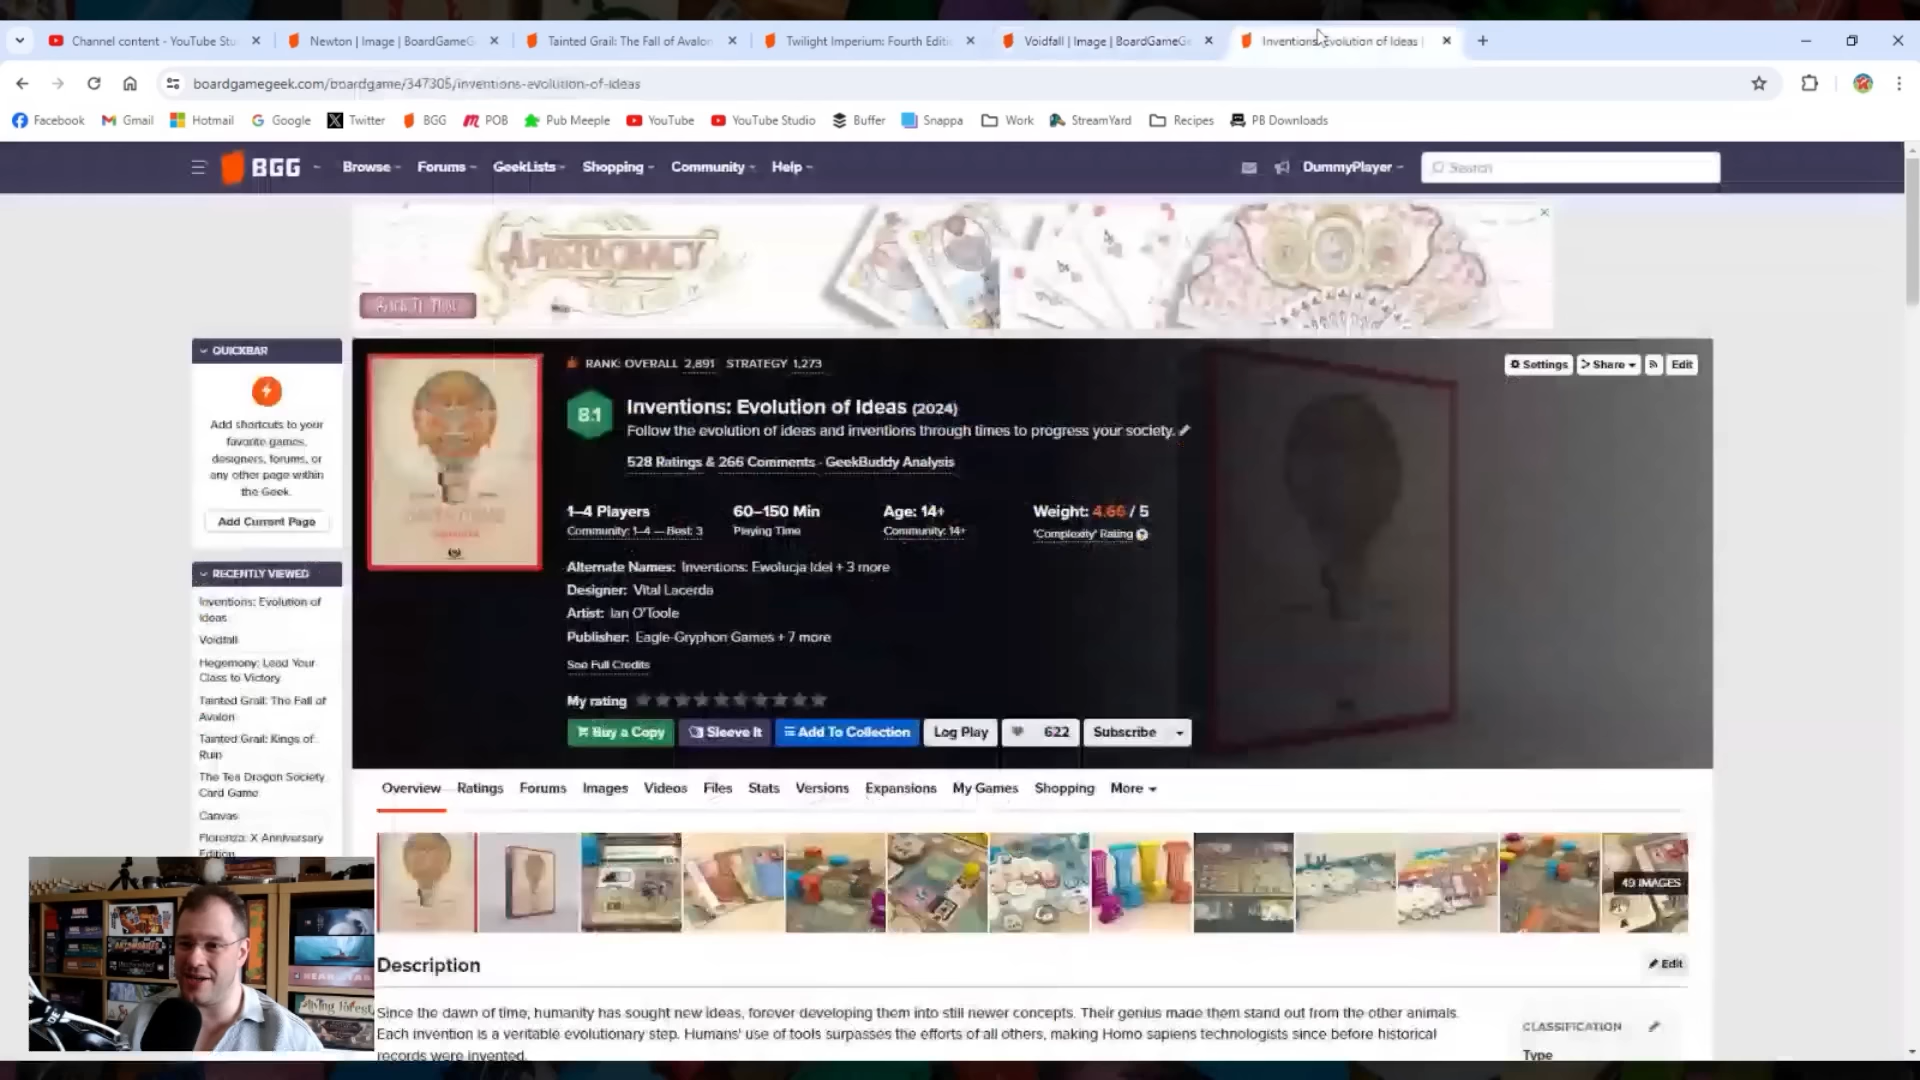 Channel content - YouTube Stu
Newton | Image | BoardGameG
Tainted Grail: The Fall of Avalon
Twilight Imperium: Fourth Editi
Voidfall | Image | BoardGameGe
Inventions: Evolution of Ideas |
boardgamegeek.com/boardgame/347305/inventions-evolution-of-ideas
Facebook Gmail Hotmail Google Twitter BGG POB Pub Meeple YouTube YouTube Studio Buffer Snappa Work StreamYard Recipes PB Downloads
BGG Browse Forums GeekLists Shopping Community Help DummyPlayer Search
ARISTOCRACY
Back It Now
QUICKBAR
Add shortcuts to your
favorite games,
designers, forums, or
any other page within
the Geek.
Add Current Page
RECENTLY VIEWED
Inventions: Evolution of
Ideas
Voidfall
Hegemony: Lead Your
Class to Victory
Tainted Grail: The Fall of
Avalon
Tainted Grail: Kings of
Ruin
The Tea Dragon Society
Card Game
Canvas
Florenza: X Anniversary
Edition
RANK: OVERALL 2,891 STRATEGY 1,273
Settings Share Edit
8.1
Inventions: Evolution of Ideas (2024)
Follow the evolution of ideas and inventions through times to progress your society.
528 Ratings & 266 Comments · GeekBuddy Analysis
1–4 Players 60–150 Min Age: 14+ Weight: 4.66 / 5
Community: 1–4 — Best: 3 Playing Time Community: 14+ 'Complexity' Rating
Alternate Names: Inventions: Ewolucja Idei + 3 more
Designer: Vital Lacerda
Artist: Ian O'Toole
Publisher: Eagle-Gryphon Games + 7 more
See Full Credits
My rating
Buy a Copy Sleeve It Add To Collection Log Play 622 Subscribe
Overview Ratings Forums Images Videos Files Stats Versions Expansions My Games Shopping More
49 IMAGES
Description
Edit
Since the dawn of time, humanity has sought new ideas, forever developing them into still newer concepts. Their genius made them stand out from the other animals.
Each invention is a veritable evolutionary step. Humans' use of tools surpasses the efforts of all others, making Homo sapiens technologists since before historical
records were invented.
CLASSIFICATION
Type
living Forest